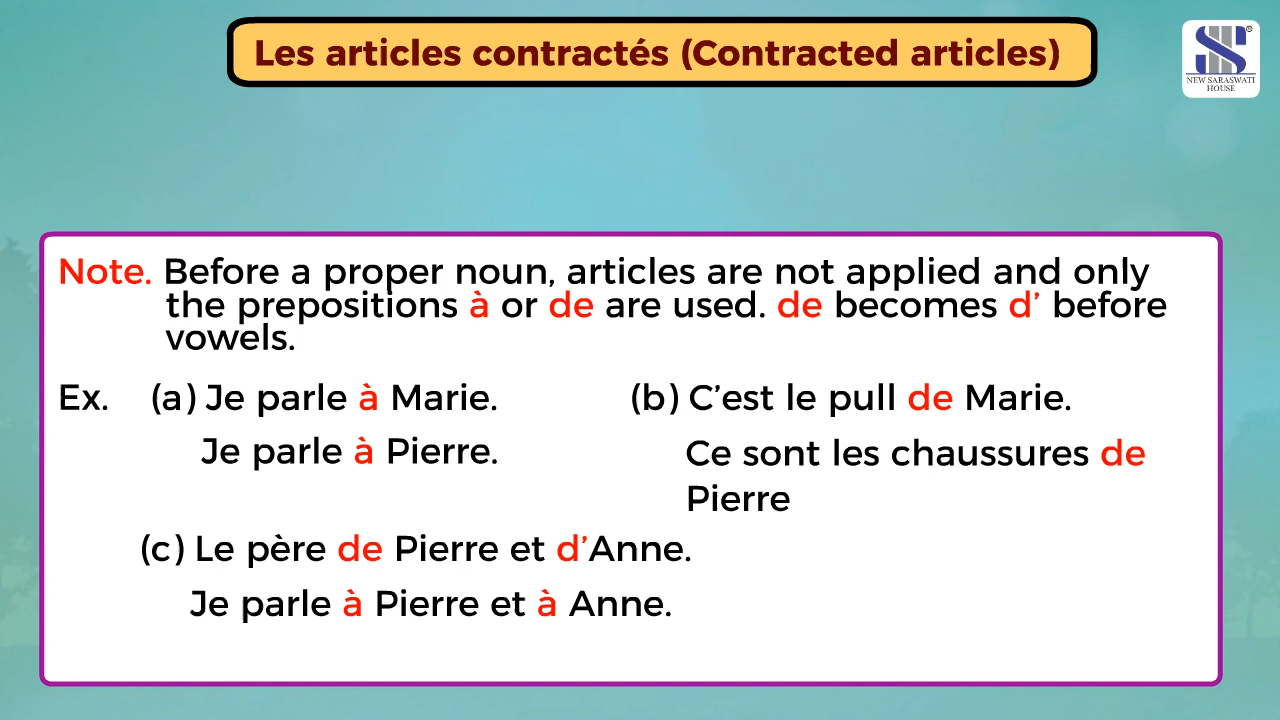 Les articles contractés (Contracted articles)
S®
NEW SARASWATI
HOUSE
Note. Before a proper noun, articles are not applied and only
the prepositions à or de are used. de becomes d’ before
vowels.
Ex. (a) Je parle à Marie. (b) C’est le pull de Marie.
Je parle à Pierre. Ce sont les chaussures de
Pierre
(c) Le père de Pierre et d’Anne.
Je parle à Pierre et à Anne.